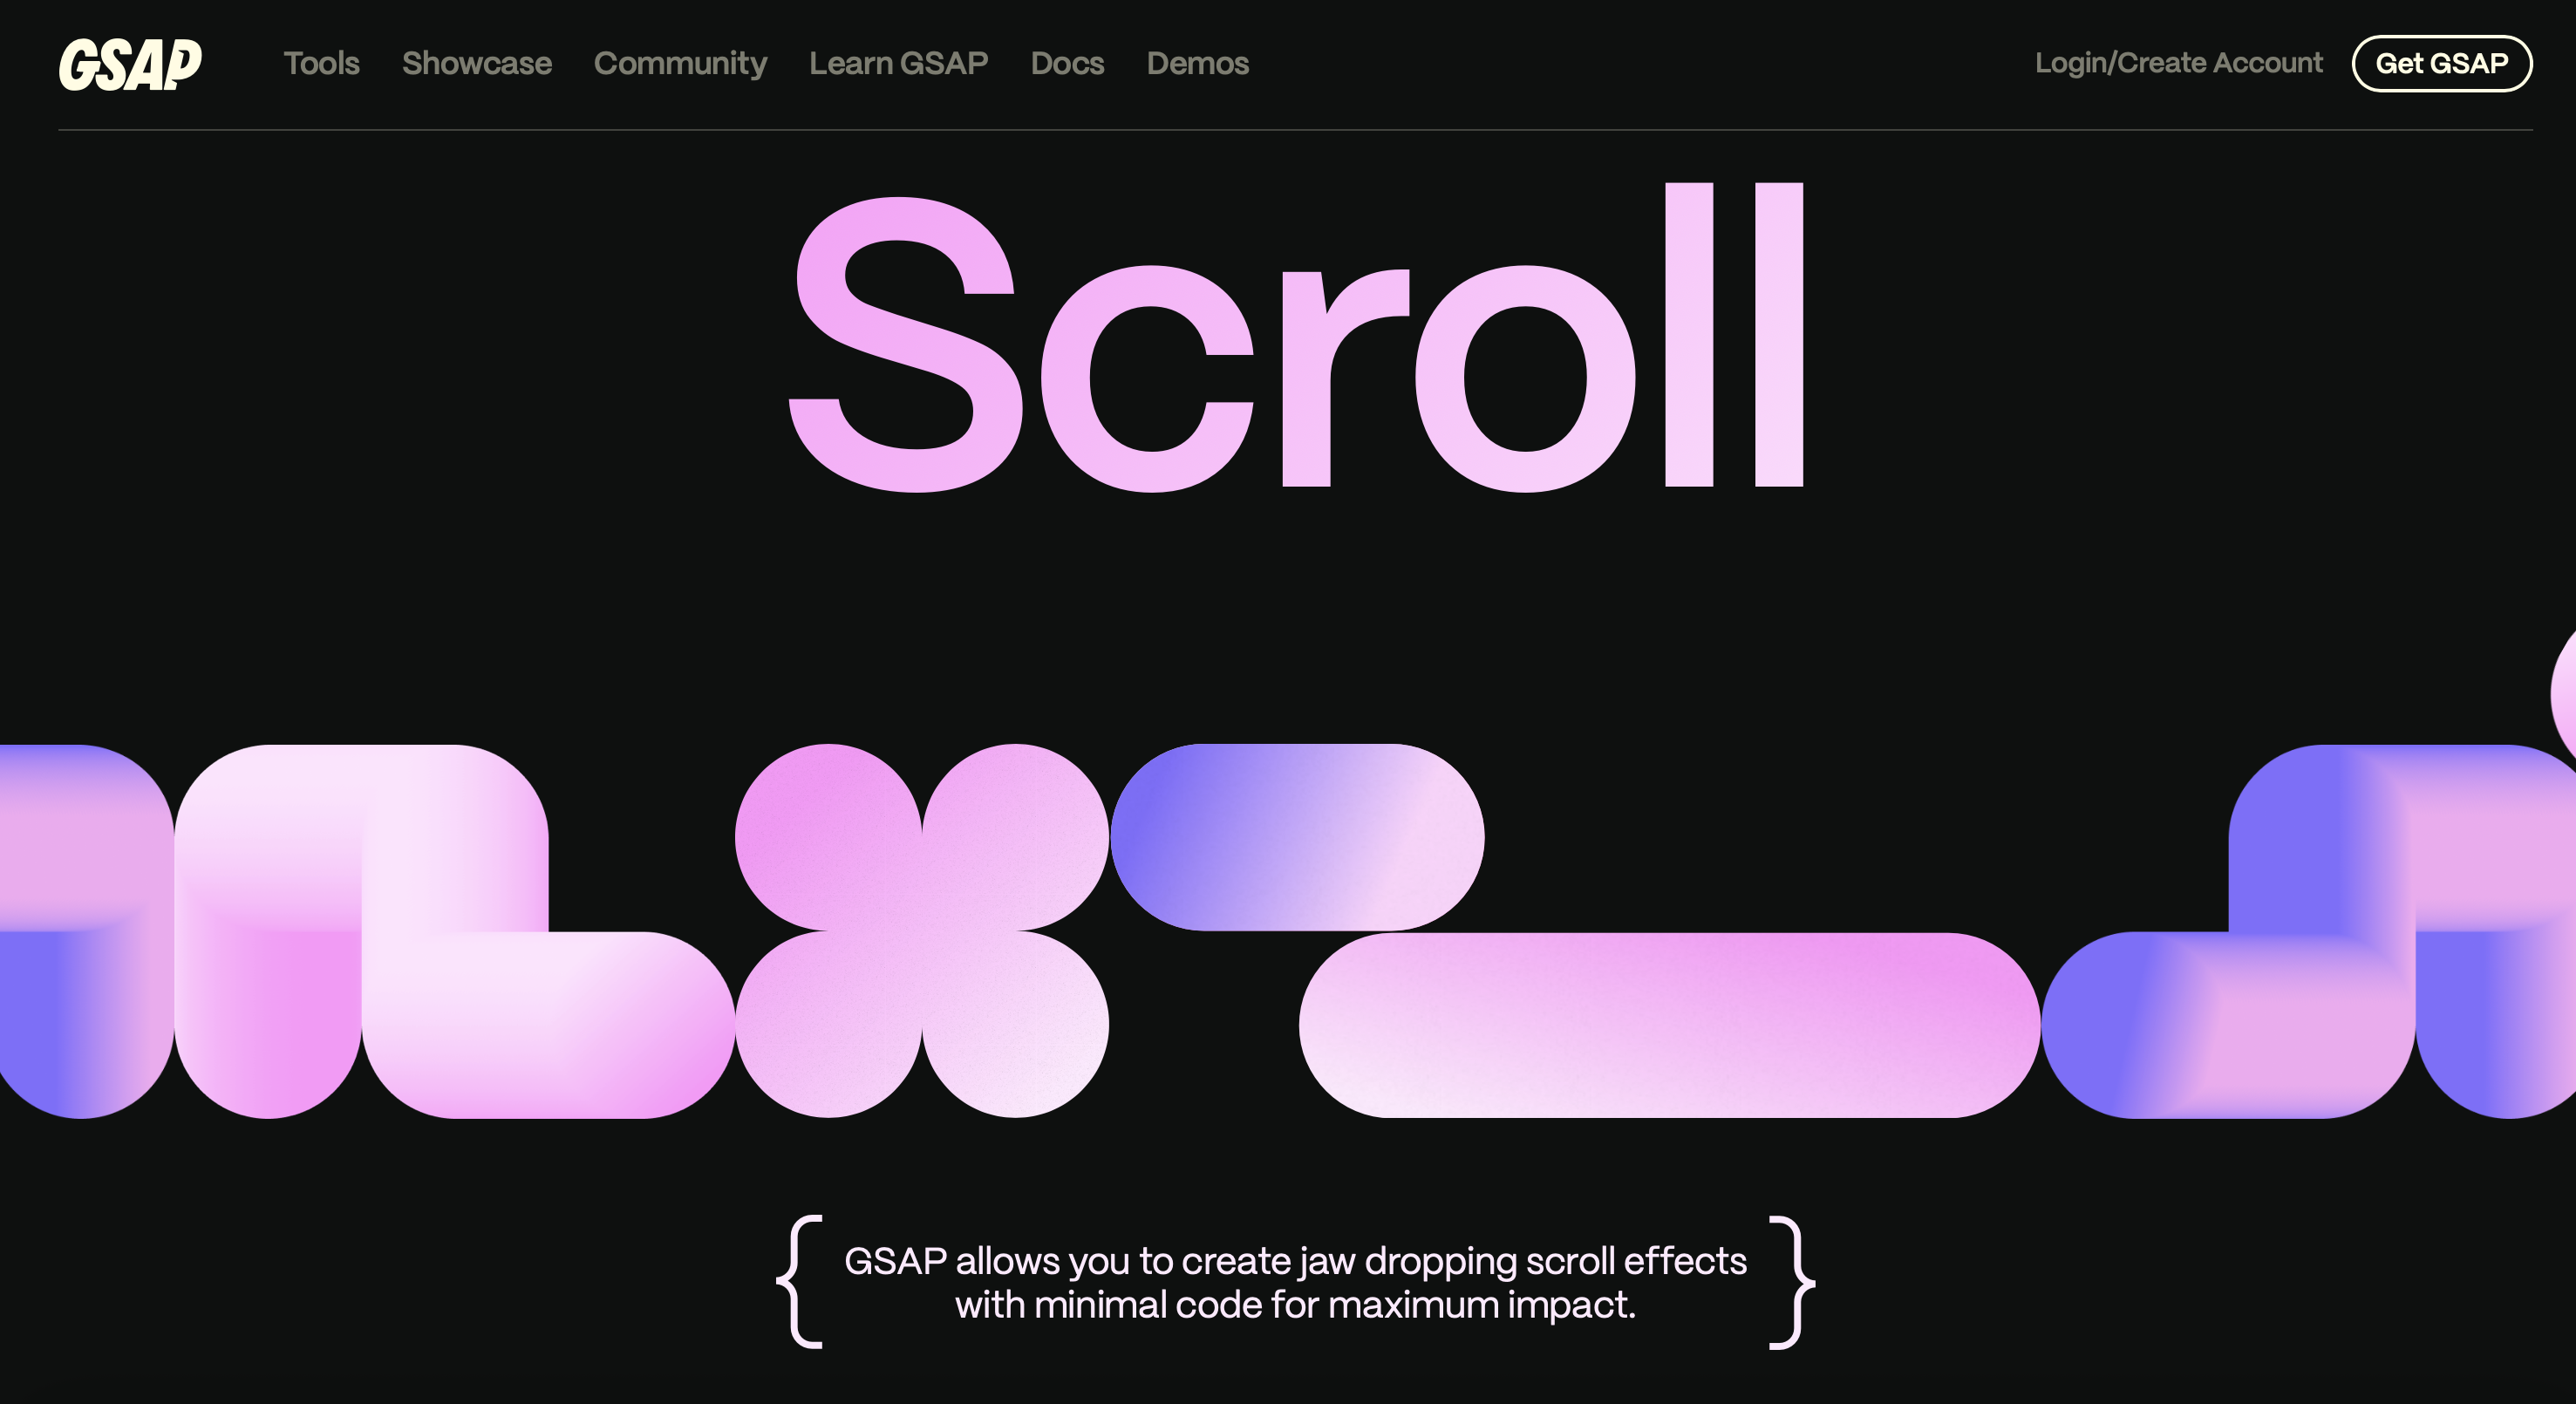 GSAP
Tools Showcase Community Learn GSAP Docs Demos
Login/Create Account Get GSAP
Scroll
{ GSAP allows you to create jaw dropping scroll effects
with minimal code for maximum impact. }